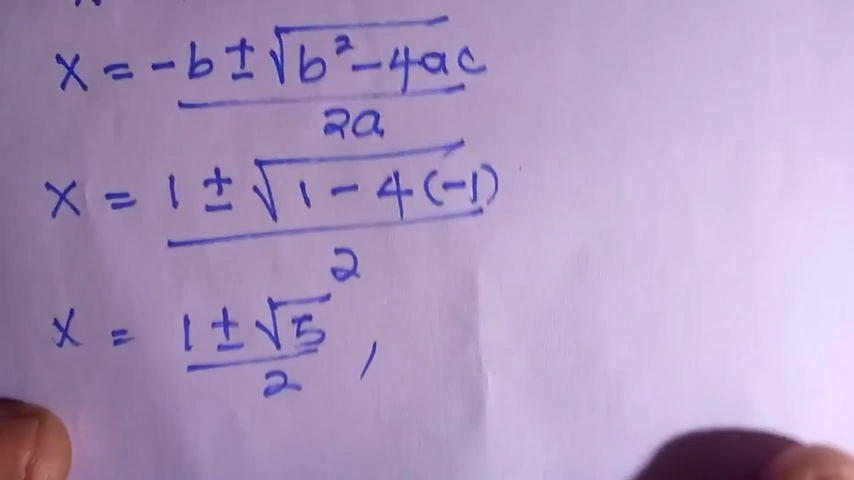 x = -b ± √(b² - 4ac) / 2a
x = 1 ± √(1 - 4(-1)) / 2
x = 1 ± √5 / 2 ,